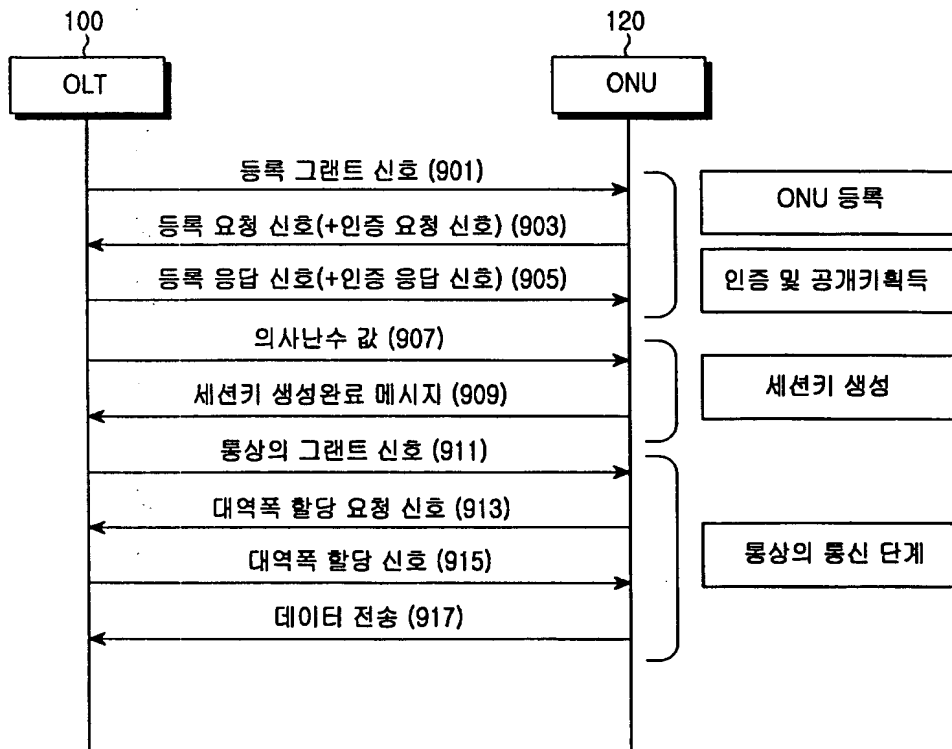 100
120
OLT
ONU
등록 그랜트 신호 (901)
등록 요청 신호(+인증 요청 신호) (903)
등록 응답 신호(+인증 응답 신호) (905)
의사난수 값 (907)
세션키 생성완료 메시지 (909)
통상의 그랜트 신호 (911)
대역폭 할당 요청 신호 (913)
대역폭 할당 신호 (915)
데이터 전송 (917)
ONU 등록
인증 및 공개키획득
세션키 생성
통상의 통신 단계